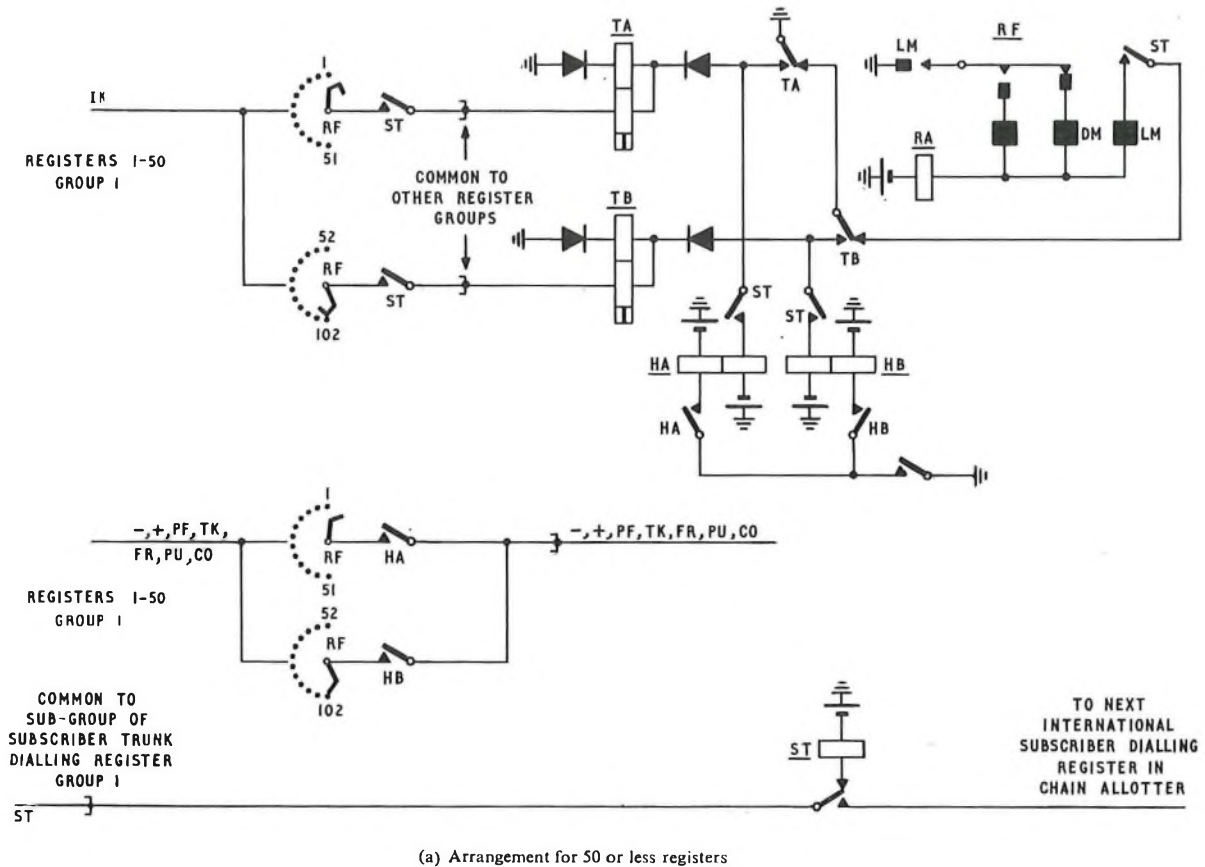 TA
TA
LM
RF
ST
1
IK
RF
ST
51
REGISTERS 1-50
GROUP 1
COMMON TO
OTHER REGISTER
GROUPS
RA
DM
LM
TB
TB
52
RF
ST
102
ST
ST
HA
HB
HA
HB
1
-,+,PF,TK,
FR,PU,CO
RF
HA
51
-,+,PF,TK,FR,PU,CO
REGISTERS 1-50
GROUP 1
52
RF
HB
102
COMMON TO
SUB-GROUP OF
SUBSCRIBER TRUNK
DIALLING REGISTER
GROUP 1
ST
ST
TO NEXT
INTERNATIONAL
SUBSCRIBER DIALLING
REGISTER IN
CHAIN ALLOTTER
(a) Arrangement for 50 or less registers